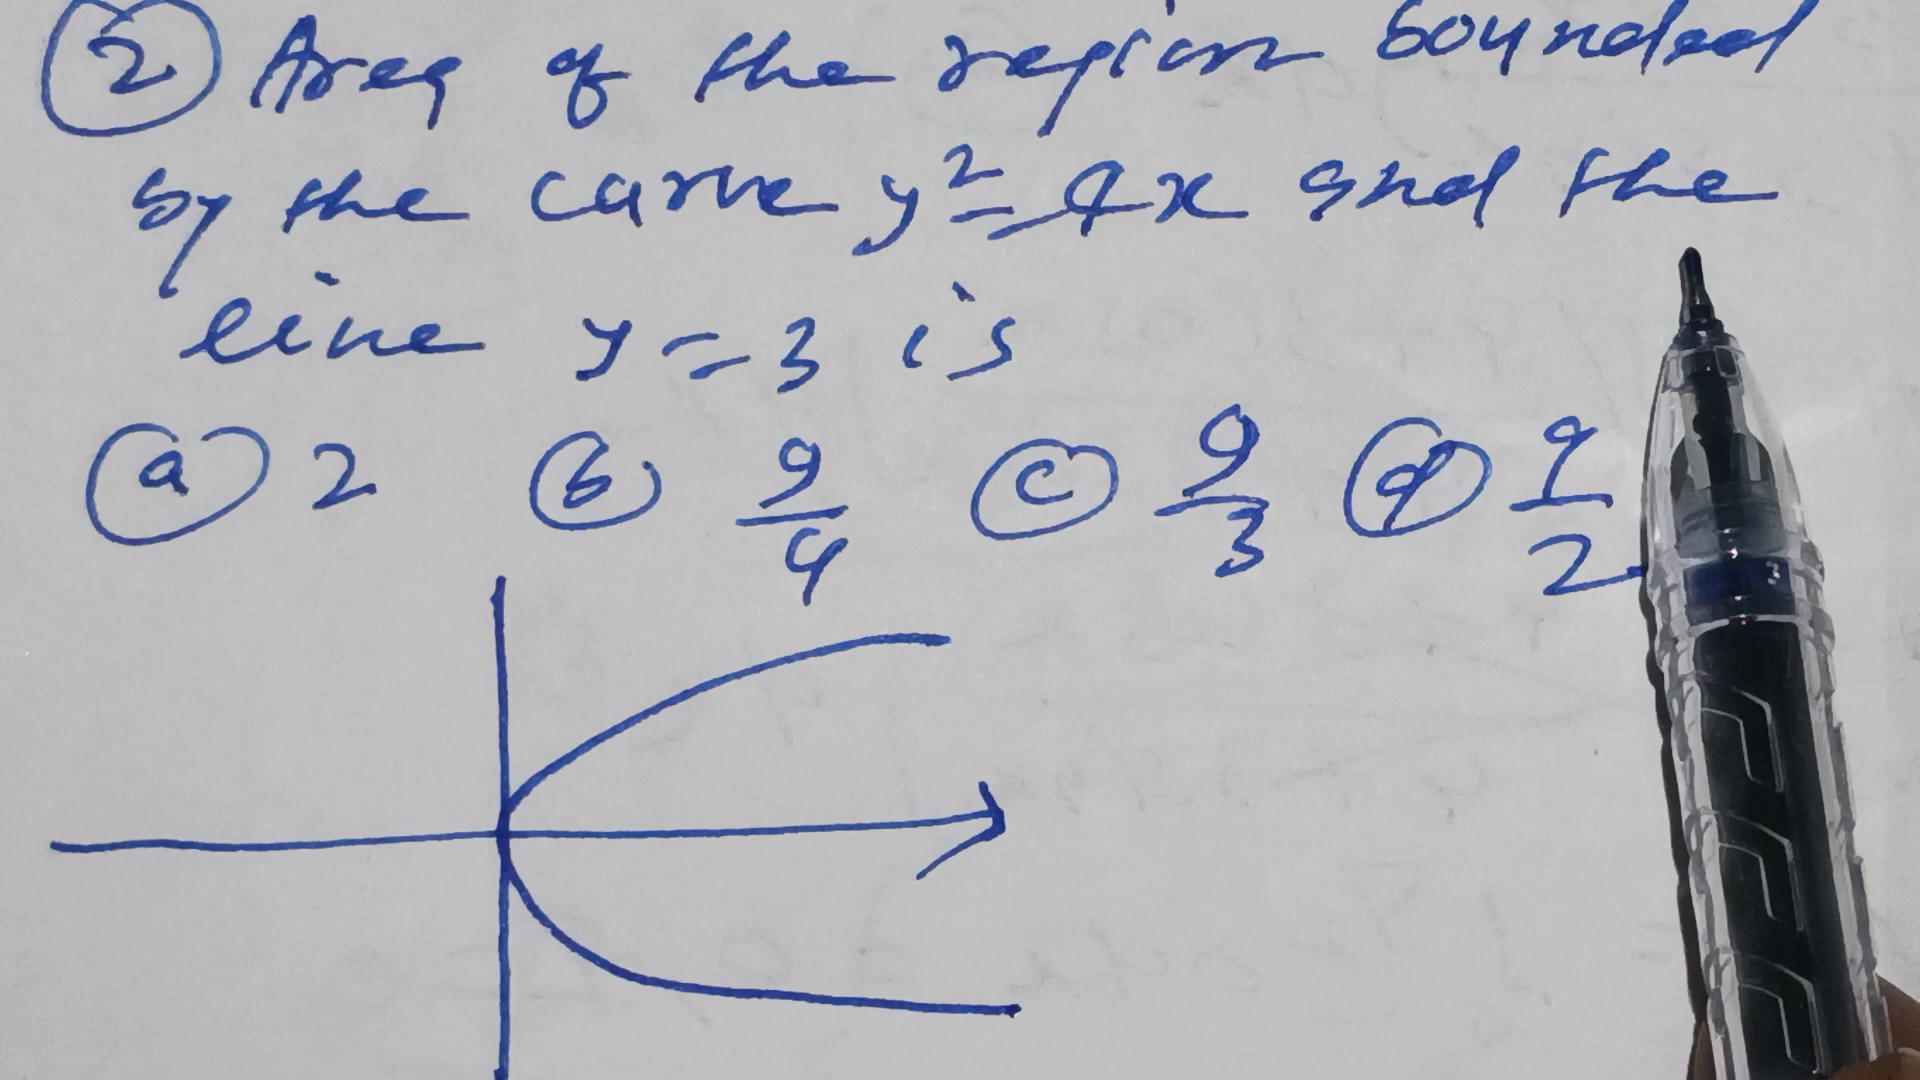 ② Area of the region bounded
by the curve y² = 4x and the
line y = 3 is
ⓐ 2 ⓑ 9/4 ⓒ 9/3 ⓓ 9/2